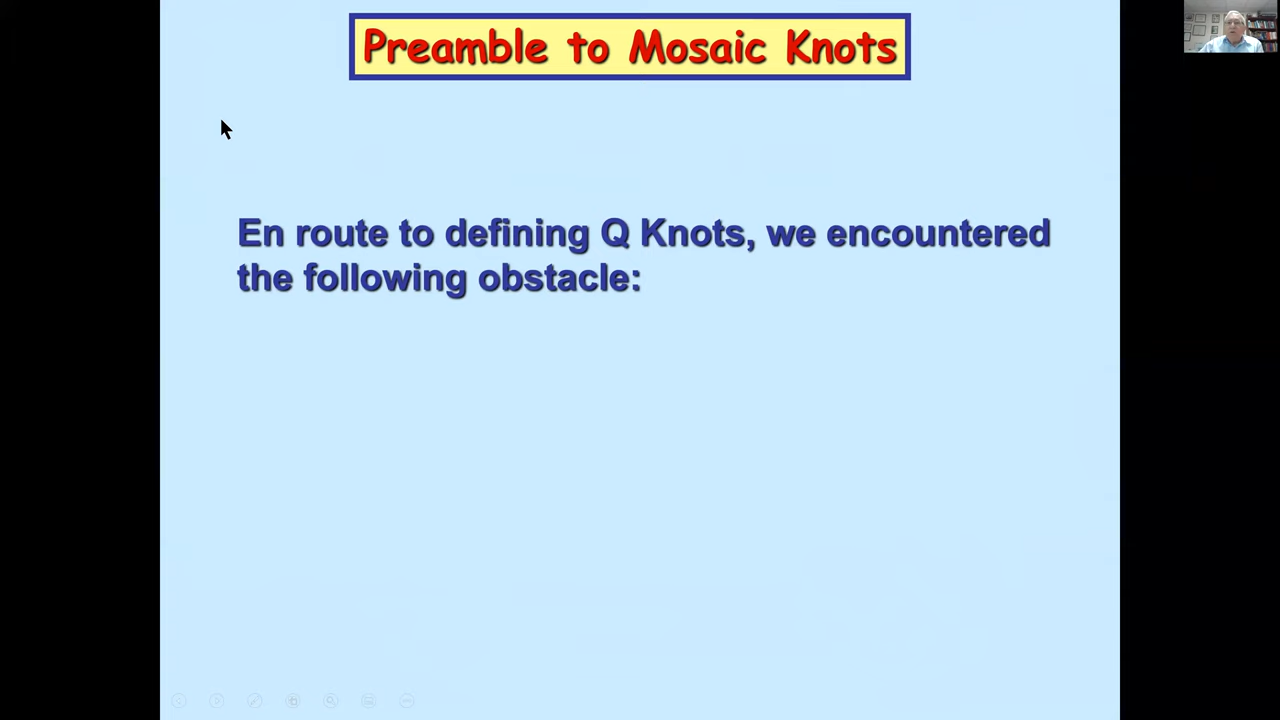 Preamble to Mosaic Knots
En route to defining Q Knots, we encountered
the following obstacle: